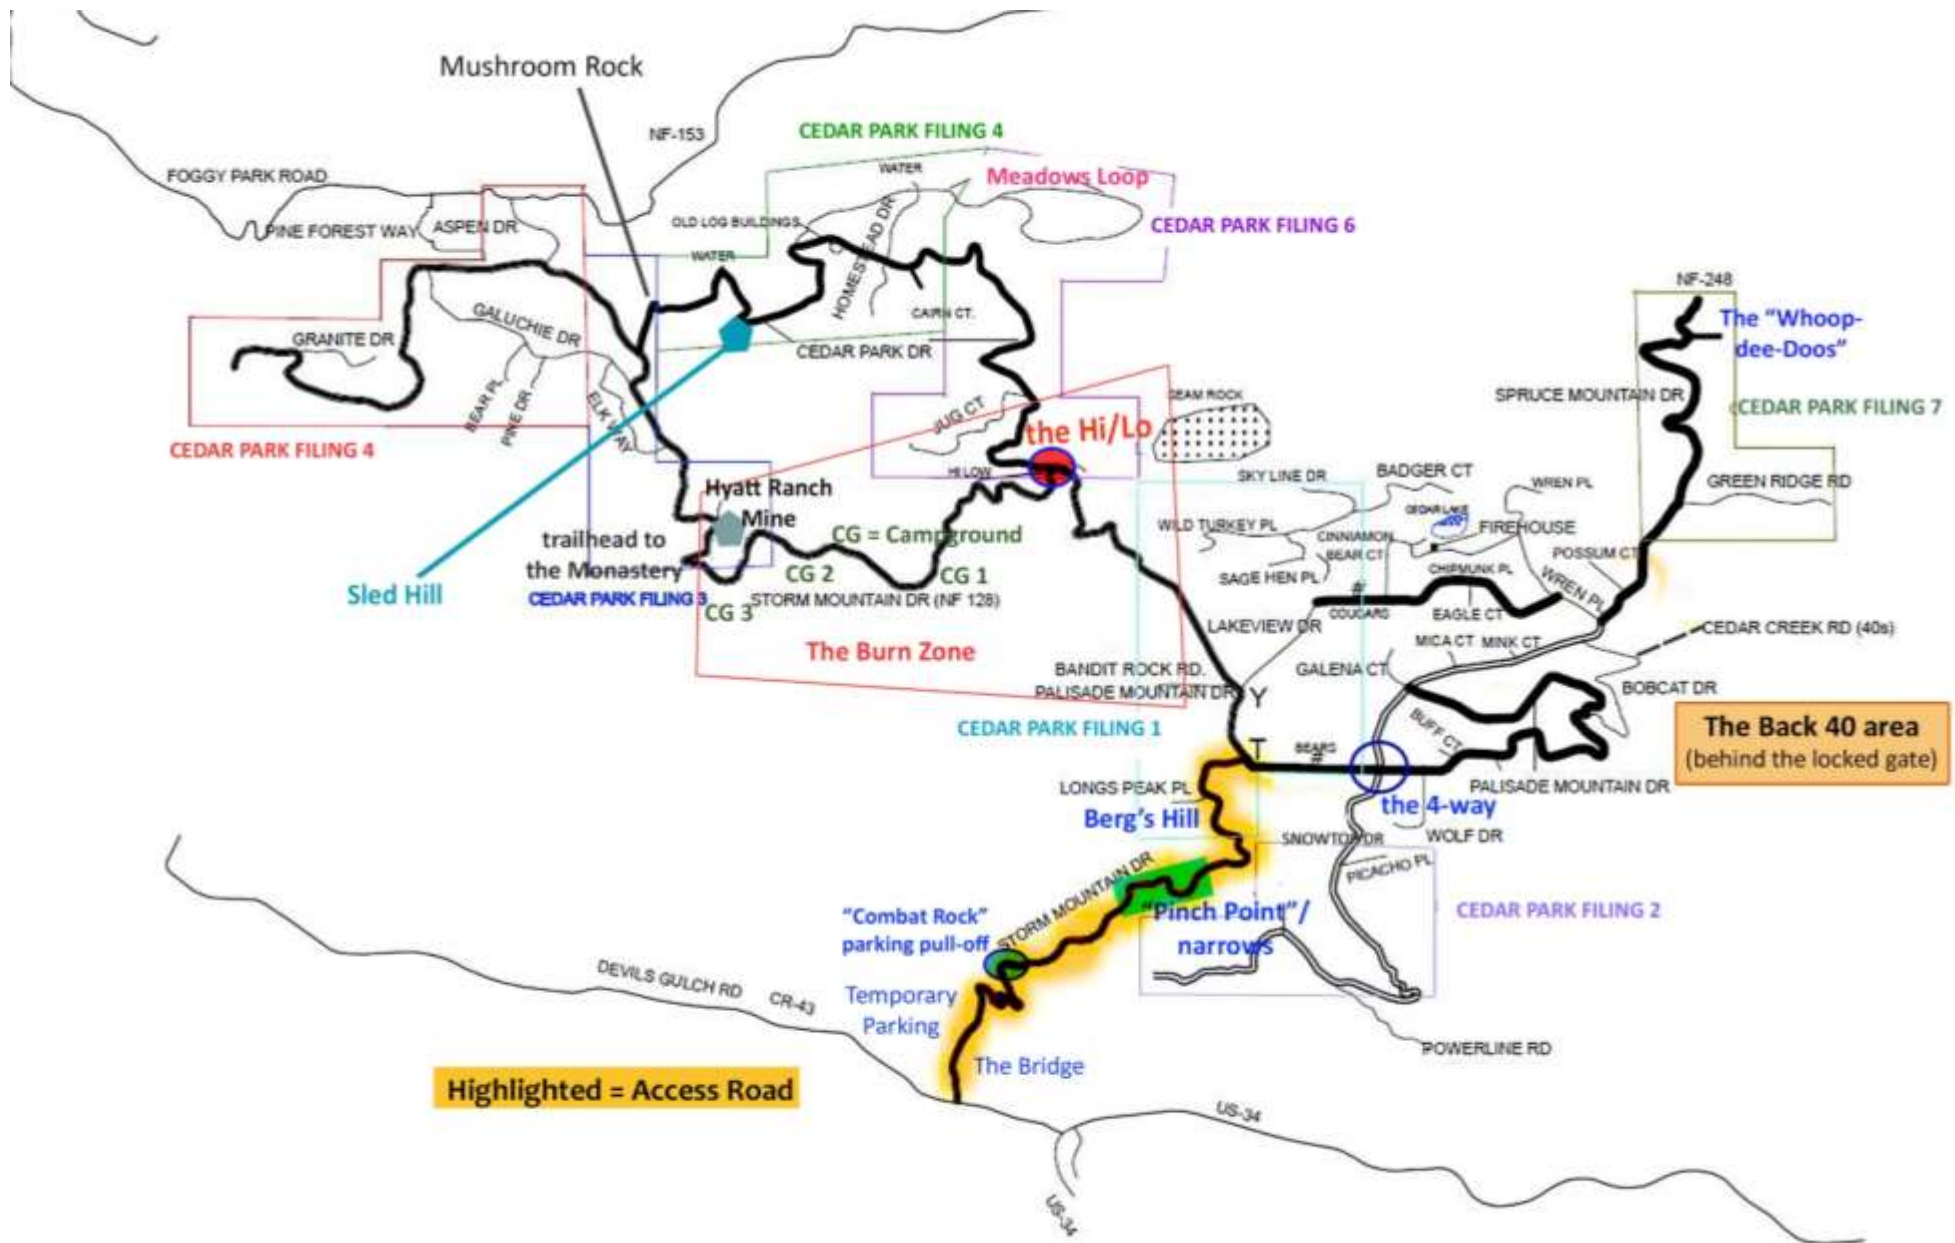 Mushroom Rock
NF-153
CEDAR PARK FILING 4
WATER
FOGGY PARK ROAD
Meadows Loop
PINE FOREST WAY
ASPEN DR
OLD LOG BUILDINGS
CEDAR PARK FILING 6
WATER
HOMESTEAD DR
NF-248
GALUCHIE DR
CAIRN CT.
The “Whoop-
dee-Doos”
GRANITE DR
CEDAR PARK DR
BEAR PL
PINE DR
ELK WAY
JUG CT
SPRUCE MOUNTAIN DR
CEDAR PARK FILING 7
the Hi/Lo
CEDAR PARK FILING 4
HI LOW
SKY LINE DR
BADGER CT
WREN PL
GREEN RIDGE RD
Hyatt Ranch
Mine
CEDAR LAKE
WILD TURKEY PL
FIREHOUSE
trailhead to
the Monastery
CG = Campground
CINNAMON
BEAR CT
POSSUM CT
CG 2
CG 1
SAGE HEN PL
CHIPMUNK PL
WREN PL
Sled Hill
CEDAR PARK FILING 3
CG 3
STORM MOUNTAIN DR (NF 128)
COUGARS
EAGLE CT
LAKEVIEW DR
CEDAR CREEK RD (40s)
The Burn Zone
MICA CT
MINK CT
BANDIT ROCK RD.
GALENA CT
PALISADE MOUNTAIN DR
Y
BOBCAT DR
CEDAR PARK FILING 1
BUFF CT
The Back 40 area
(behind the locked gate)
T
BEARS
LONGS PEAK PL
PALISADE MOUNTAIN DR
the 4-way
Berg’s Hill
SNOWTOP DR
WOLF DR
PICACHO PL
STORM MOUNTAIN DR
“Combat Rock”
parking pull-off
“Pinch Point”/
narrows
CEDAR PARK FILING 2
DEVILS GULCH RD
CR-43
Temporary
Parking
POWERLINE RD
The Bridge
Highlighted = Access Road
US-34
US-34